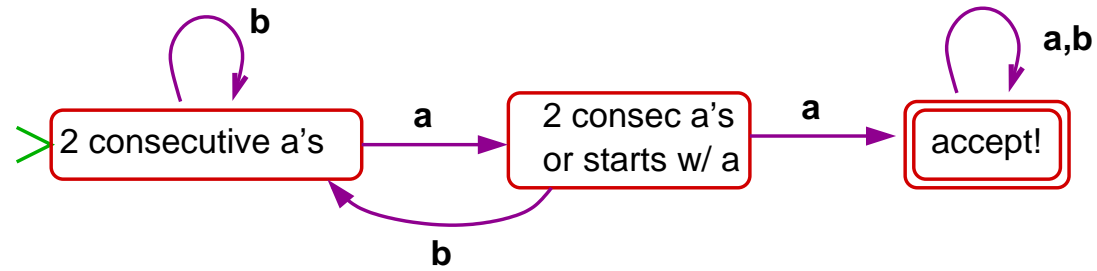 b
a,b
2 consecutive a's
a
2 consec a's
or starts w/ a
a
accept!
b